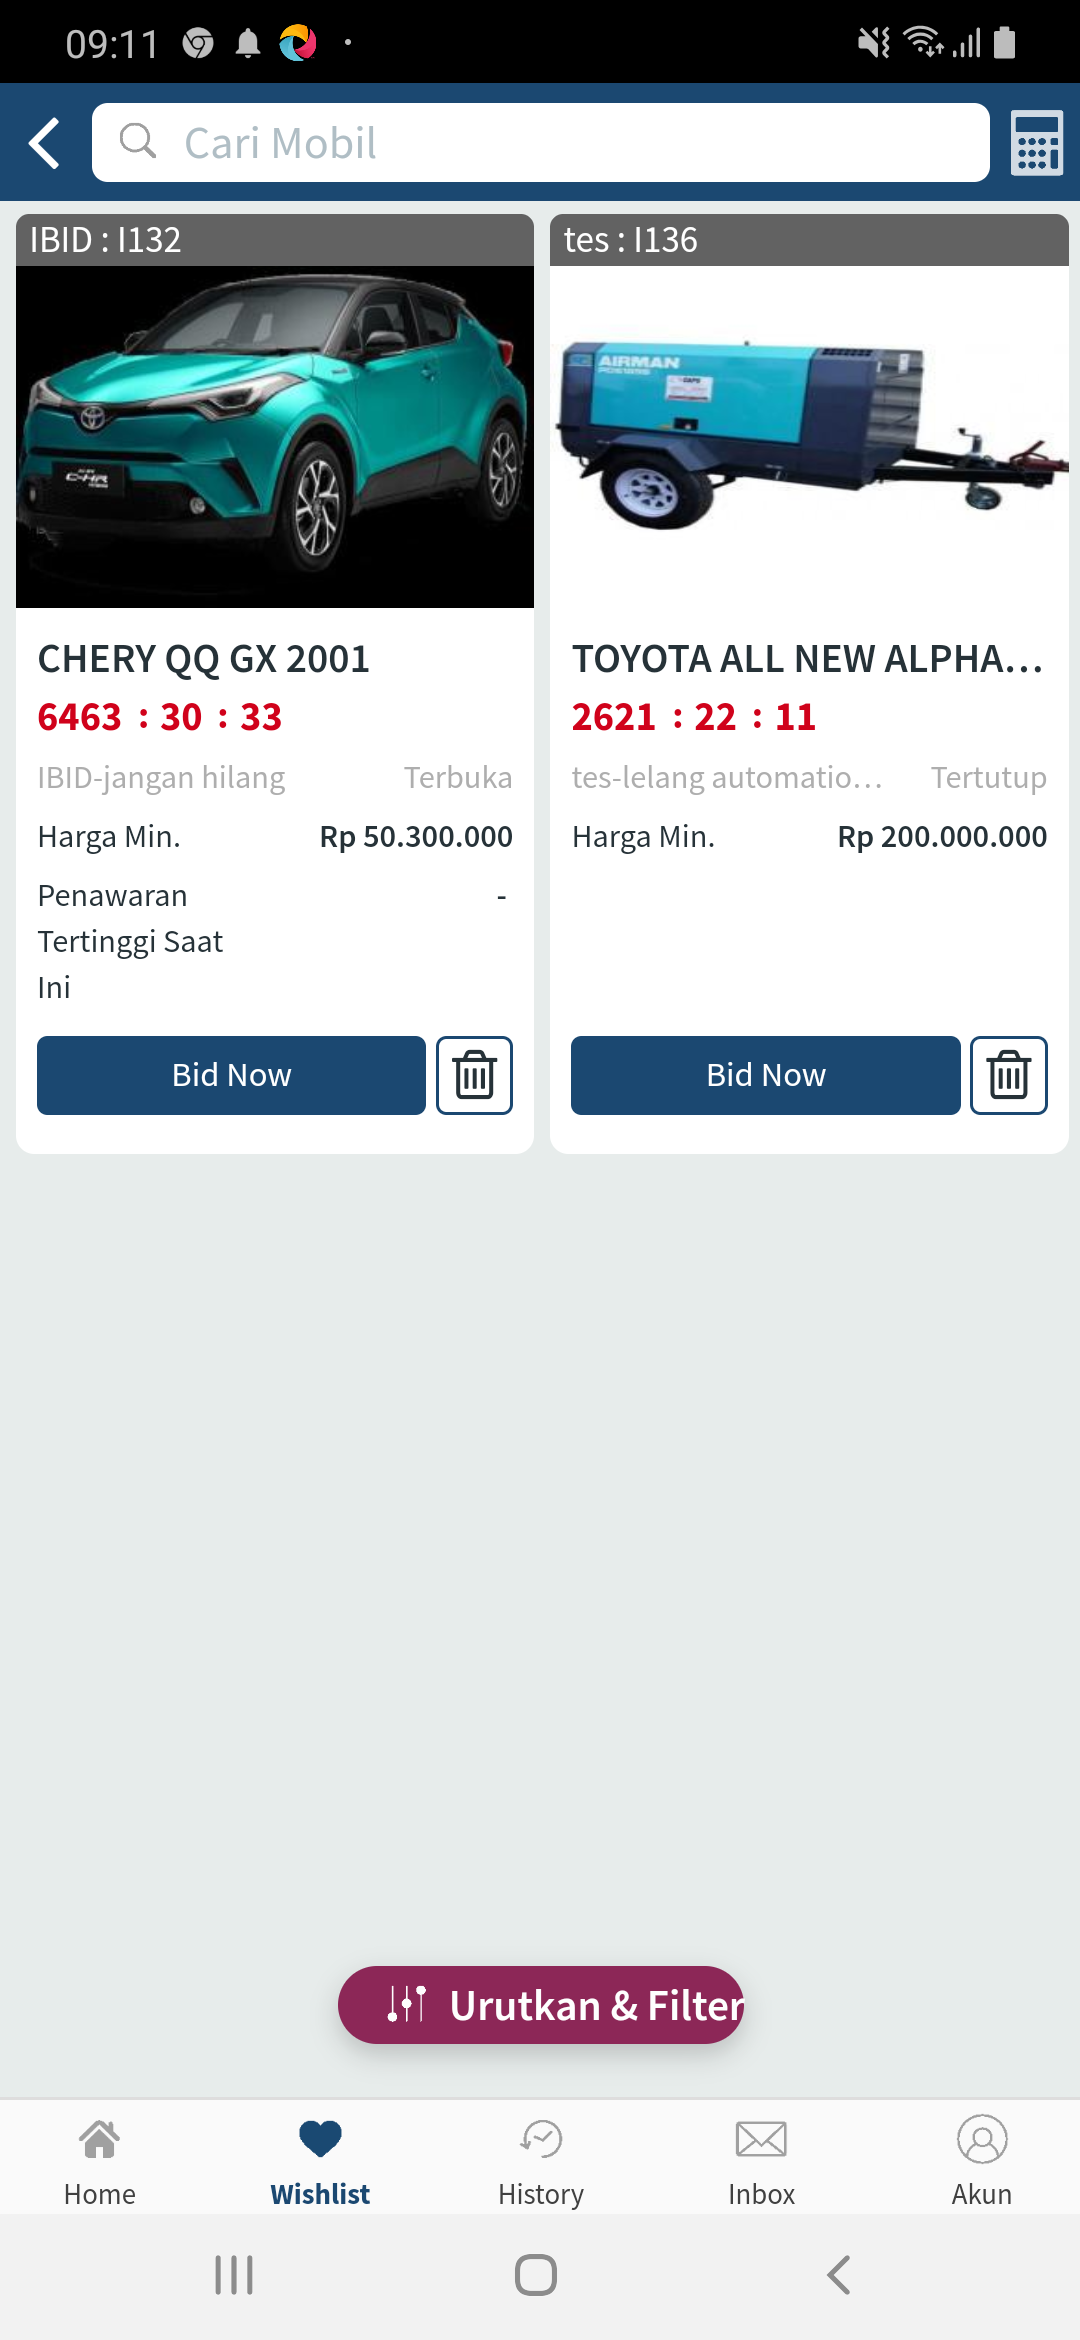 09:11
Cari Mobil
IBID : I132
C-HR
CHERY QQ GX 2001
6463 : 30 : 33
IBID-jangan hilang Terbuka
Harga Min. Rp 50.300.000
Penawaran -
Tertinggi Saat
Ini
Bid Now
tes : I136
AIRMAN
TOYOTA ALL NEW ALPHA...
2621 : 22 : 11
tes-lelang automatio... Tertutup
Harga Min. Rp 200.000.000
Bid Now
Urutkan & Filter
Home Wishlist History Inbox Akun